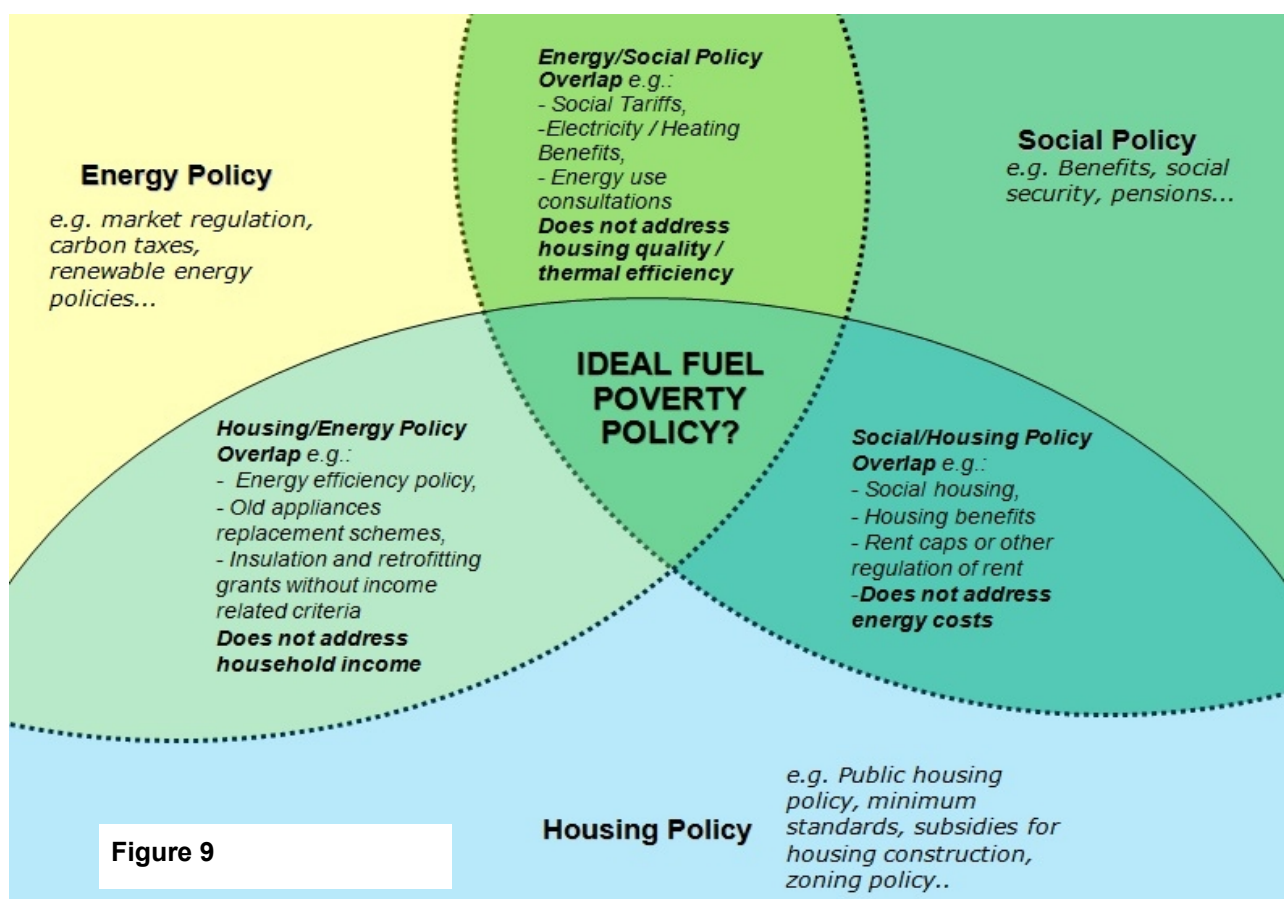 Energy/Social Policy
Overlap e.g.:
- Social Tariffs,
-Electricity / Heating
Benefits,
- Energy use
consultations
Does not address
housing quality /
thermal efficiency
Energy Policy
e.g. market regulation,
carbon taxes,
renewable energy
policies...
Social Policy
e.g. Benefits, social
security, pensions...
IDEAL FUEL
POVERTY
POLICY?
Housing/Energy Policy
Overlap e.g.:
- Energy efficiency policy,
- Old appliances
replacement schemes,
- Insulation and retrofitting
grants without income
related criteria
Does not address
household income
Social/Housing Policy
Overlap e.g.:
- Social housing,
- Housing benefits
- Rent caps or other
regulation of rent
-Does not address
energy costs
Housing Policy
e.g. Public housing
policy, minimum
standards, subsidies for
housing construction,
zoning policy..
Figure 9